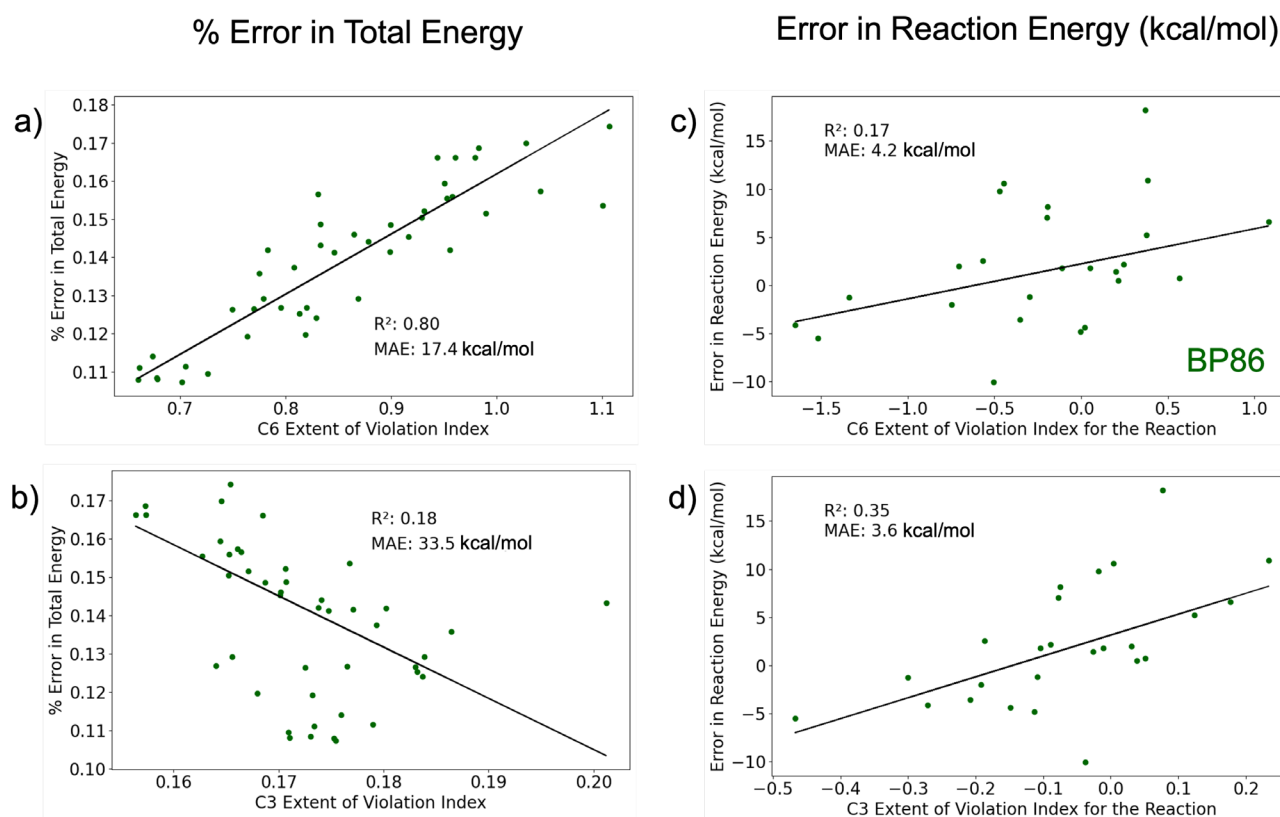 % Error in Total Energy
Error in Reaction Energy (kcal/mol)
a)
% Error in Total Energy
0.18
0.17
0.16
0.15
0.14
0.13
0.12
0.11
R²: 0.80
MAE: 17.4 kcal/mol
0.7 0.8 0.9 1.0 1.1
C6 Extent of Violation Index
c)
Error in Reaction Energy (kcal/mol)
15
10
5
0
−5
−10
R²: 0.17
MAE: 4.2 kcal/mol
BP86
−1.5 −1.0 −0.5 0.0 0.5 1.0
C6 Extent of Violation Index for the Reaction
b)
% Error in Total Energy
0.17
0.16
0.15
0.14
0.13
0.12
0.11
0.10
R²: 0.18
MAE: 33.5 kcal/mol
0.16 0.17 0.18 0.19 0.20
C3 Extent of Violation Index
d)
Error in Reaction Energy (kcal/mol)
15
10
5
0
−5
−10
R²: 0.35
MAE: 3.6 kcal/mol
−0.5 −0.4 −0.3 −0.2 −0.1 0.0 0.1 0.2
C3 Extent of Violation Index for the Reaction